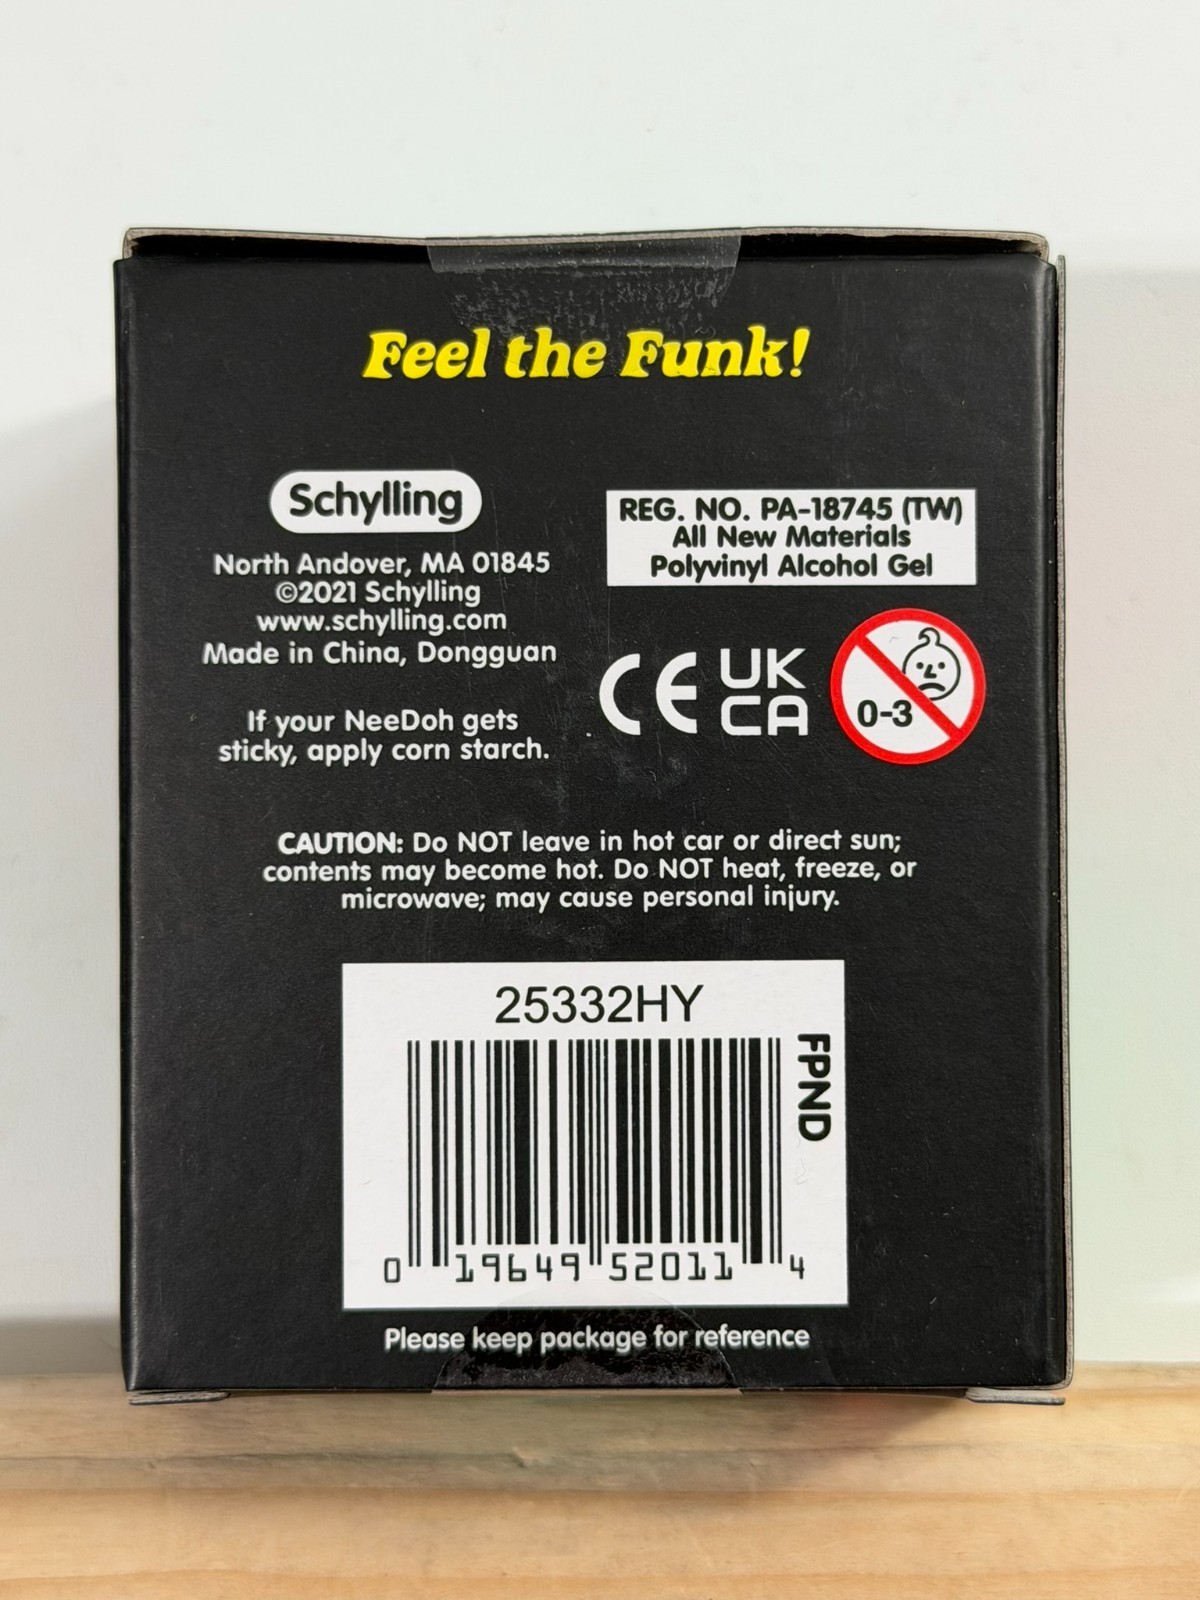 Feel the Funk!
Schylling
North Andover, MA 01845
©2021 Schylling
www.schylling.com
Made in China, Dongguan
If your NeeDoh gets
sticky, apply corn starch.
REG. NO. PA-18745 (TW)
All New Materials
Polyvinyl Alcohol Gel
CE
UK
CA
0-3
CAUTION: Do NOT leave in hot car or direct sun;
contents may become hot. Do NOT heat, freeze, or
microwave; may cause personal injury.
25332HY
FPND
0 19649 52011 4
Please keep package for reference